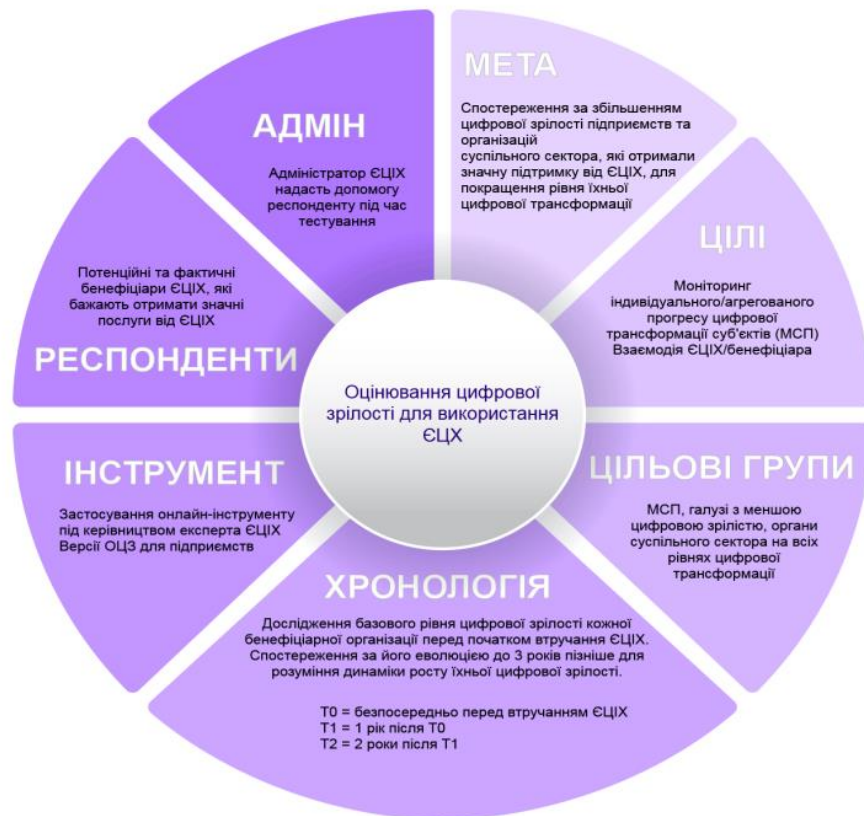 МЕТА
Спостереження за збільшенням
цифрової зрілості підприємств та
організацій
суспільного сектора, які отримали
значну підтримку від ЄЦІХ, для
покращення рівня їхньої
цифрової трансформації
ЦІЛІ
Моніторинг
індивідуального/агрегованого
прогресу цифрової
трансформації суб'єктів (МСП)
Взаємодія ЄЦІХ/бенефіціара
ЦІЛЬОВІ ГРУПИ
МСП, галузі з меншою
цифровою зрілістю, органи
суспільного сектора на всіх
рівнях цифрової
трансформації
ХРОНОЛОГІЯ
Дослідження базового рівня цифрової зрілості кожної
бенефіціарної організації перед початком втручання ЄЦІХ.
Спостереження за його еволюцією до 3 років пізніше для
розуміння динаміки росту їхньої цифрової зрілості.
T0 = безпосередньо перед втручанням ЄЦІХ
T1 = 1 рік після T0
T2 = 2 роки після T1
ІНСТРУМЕНТ
Застосування онлайн-інструменту
під керівництвом експерта ЄЦІХ
Версії ОЦЗ для підприємств
Потенційні та фактичні
бенефіціари ЄЦІХ, які
бажають отримати значні
послуги від ЄЦІХ
РЕСПОНДЕНТИ
АДМІН
Адміністратор ЄЦІХ
надасть допомогу
респонденту під час
тестування
Оцінювання цифрової
зрілості для використання
ЄЦХ